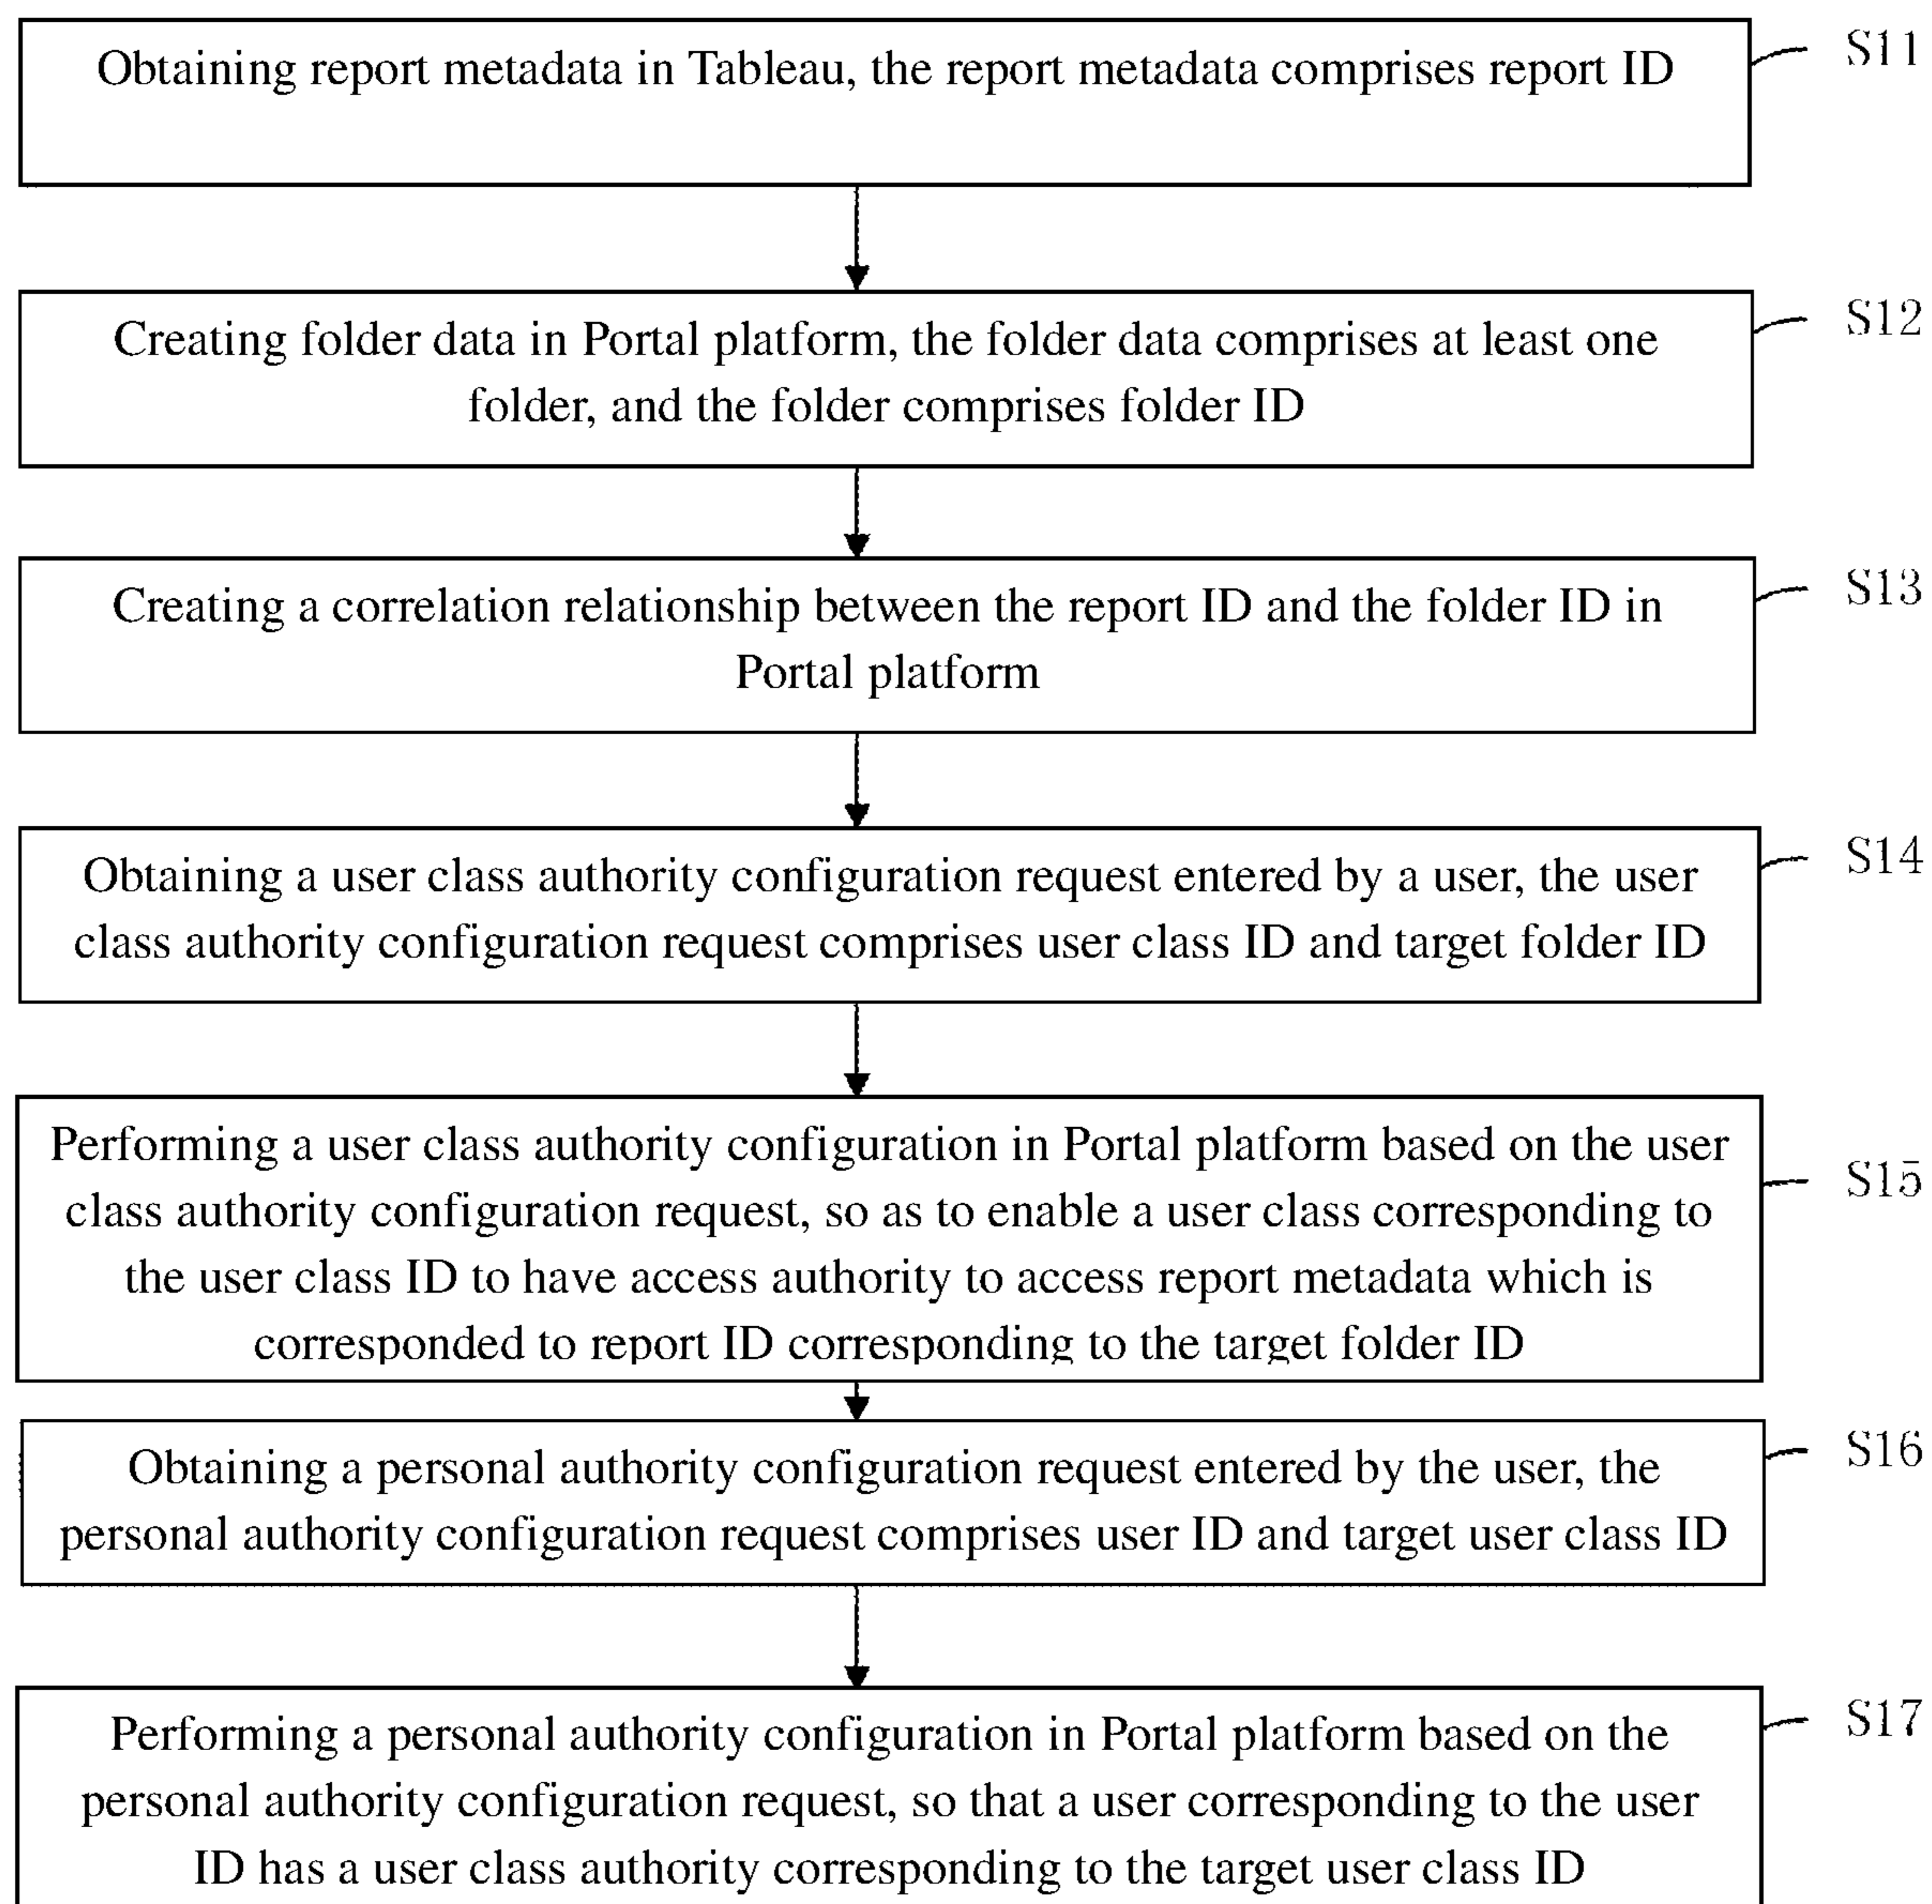 Obtaining report metadata in Tableau, the report metadata comprises report ID
S11
Creating folder data in Portal platform, the folder data comprises at least one
folder, and the folder comprises folder ID
S12
Creating a correlation relationship between the report ID and the folder ID in
Portal platform
S13
Obtaining a user class authority configuration request entered by a user, the user
class authority configuration request comprises user class ID and target folder ID
S14
Performing a user class authority configuration in Portal platform based on the user
class authority configuration request, so as to enable a user class corresponding to
the user class ID to have access authority to access report metadata which is
corresponded to report ID corresponding to the target folder ID
S15
Obtaining a personal authority configuration request entered by the user, the
personal authority configuration request comprises user ID and target user class ID
S16
Performing a personal authority configuration in Portal platform based on the
personal authority configuration request, so that a user corresponding to the user
ID has a user class authority corresponding to the target user class ID
S17